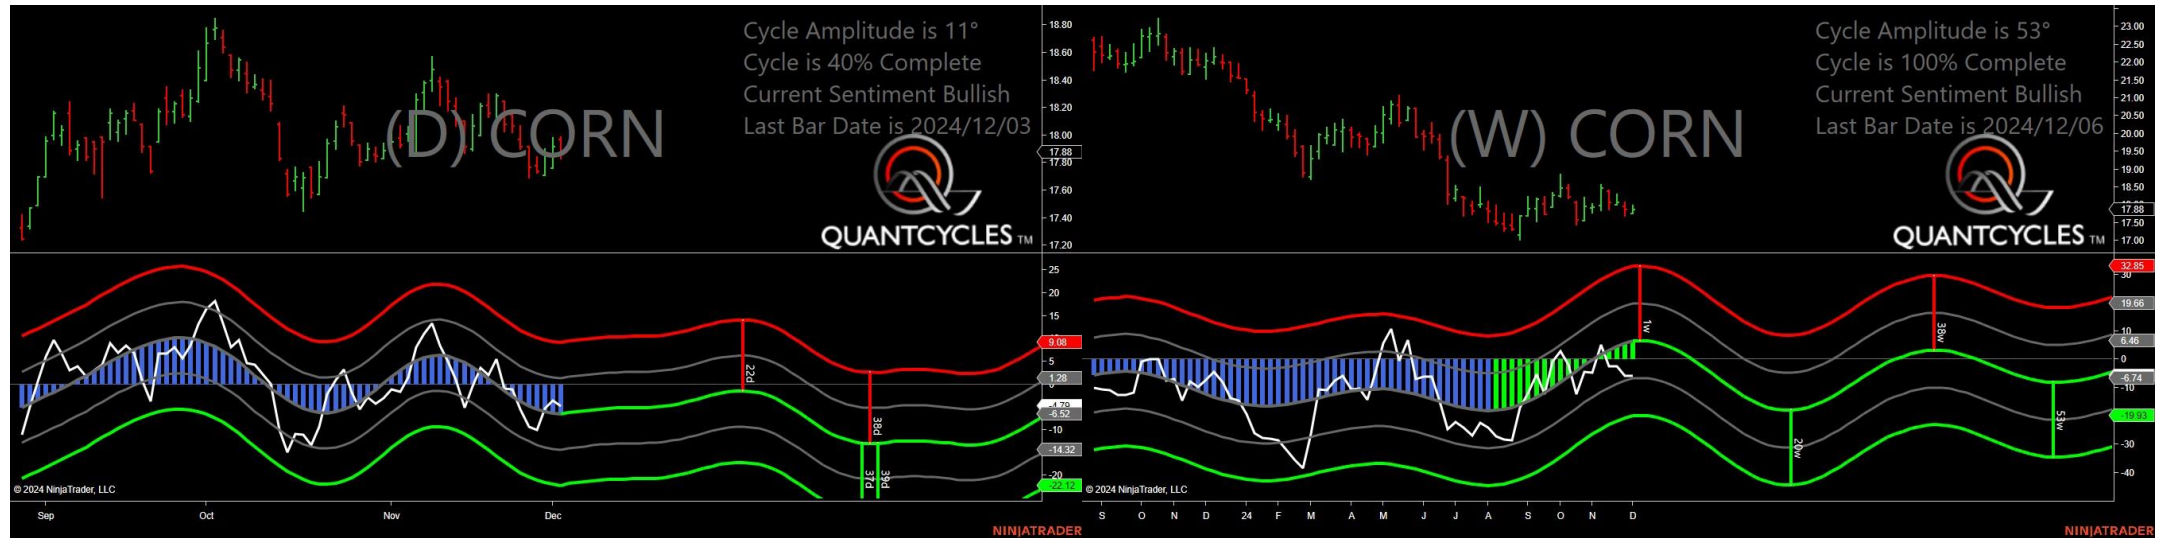 Cycle Amplitude is 11°
Cycle is 40% Complete
Current Sentiment Bullish
Last Bar Date is 2024/12/03
(D) CORN
QUANTCYCLES TM
18.80
18.60
18.40
18.20
18.00
17.88
17.80
17.60
17.40
17.20
25
20
15
9.08
5
1.28
-4.79
-6.52
-10
-14.32
-20
-22.12
22d
38d
37d
39d
© 2024 NinjaTrader, LLC
Sep Oct Nov Dec
NINJATRADER
Cycle Amplitude is 53°
Cycle is 100% Complete
Current Sentiment Bullish
Last Bar Date is 2024/12/06
(W) CORN
QUANTCYCLES TM
23.00
22.50
22.00
21.50
21.00
20.50
20.00
19.50
19.00
18.50
17.88
17.50
17.00
32.85
30
19.66
10
6.46
0
-6.74
-10
-19.93
-30
-40
1w
20w
38w
53w
© 2024 NinjaTrader, LLC
S O N D 24 F M A M J J A S O N D
NINJATRADER